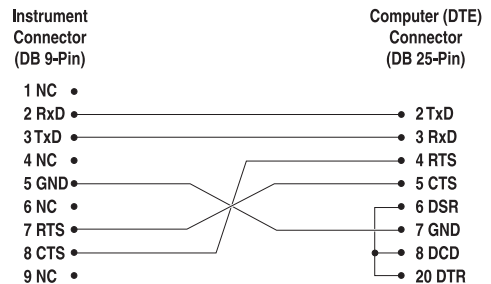 Instrument
Connector
(DB 9-Pin)
Computer (DTE)
Connector
(DB 25-Pin)
1 NC
2 RxD
3 TxD
4 NC
5 GND
6 NC
7 RTS
8 CTS
9 NC
2 TxD
3 RxD
4 RTS
5 CTS
6 DSR
7 GND
8 DCD
20 DTR